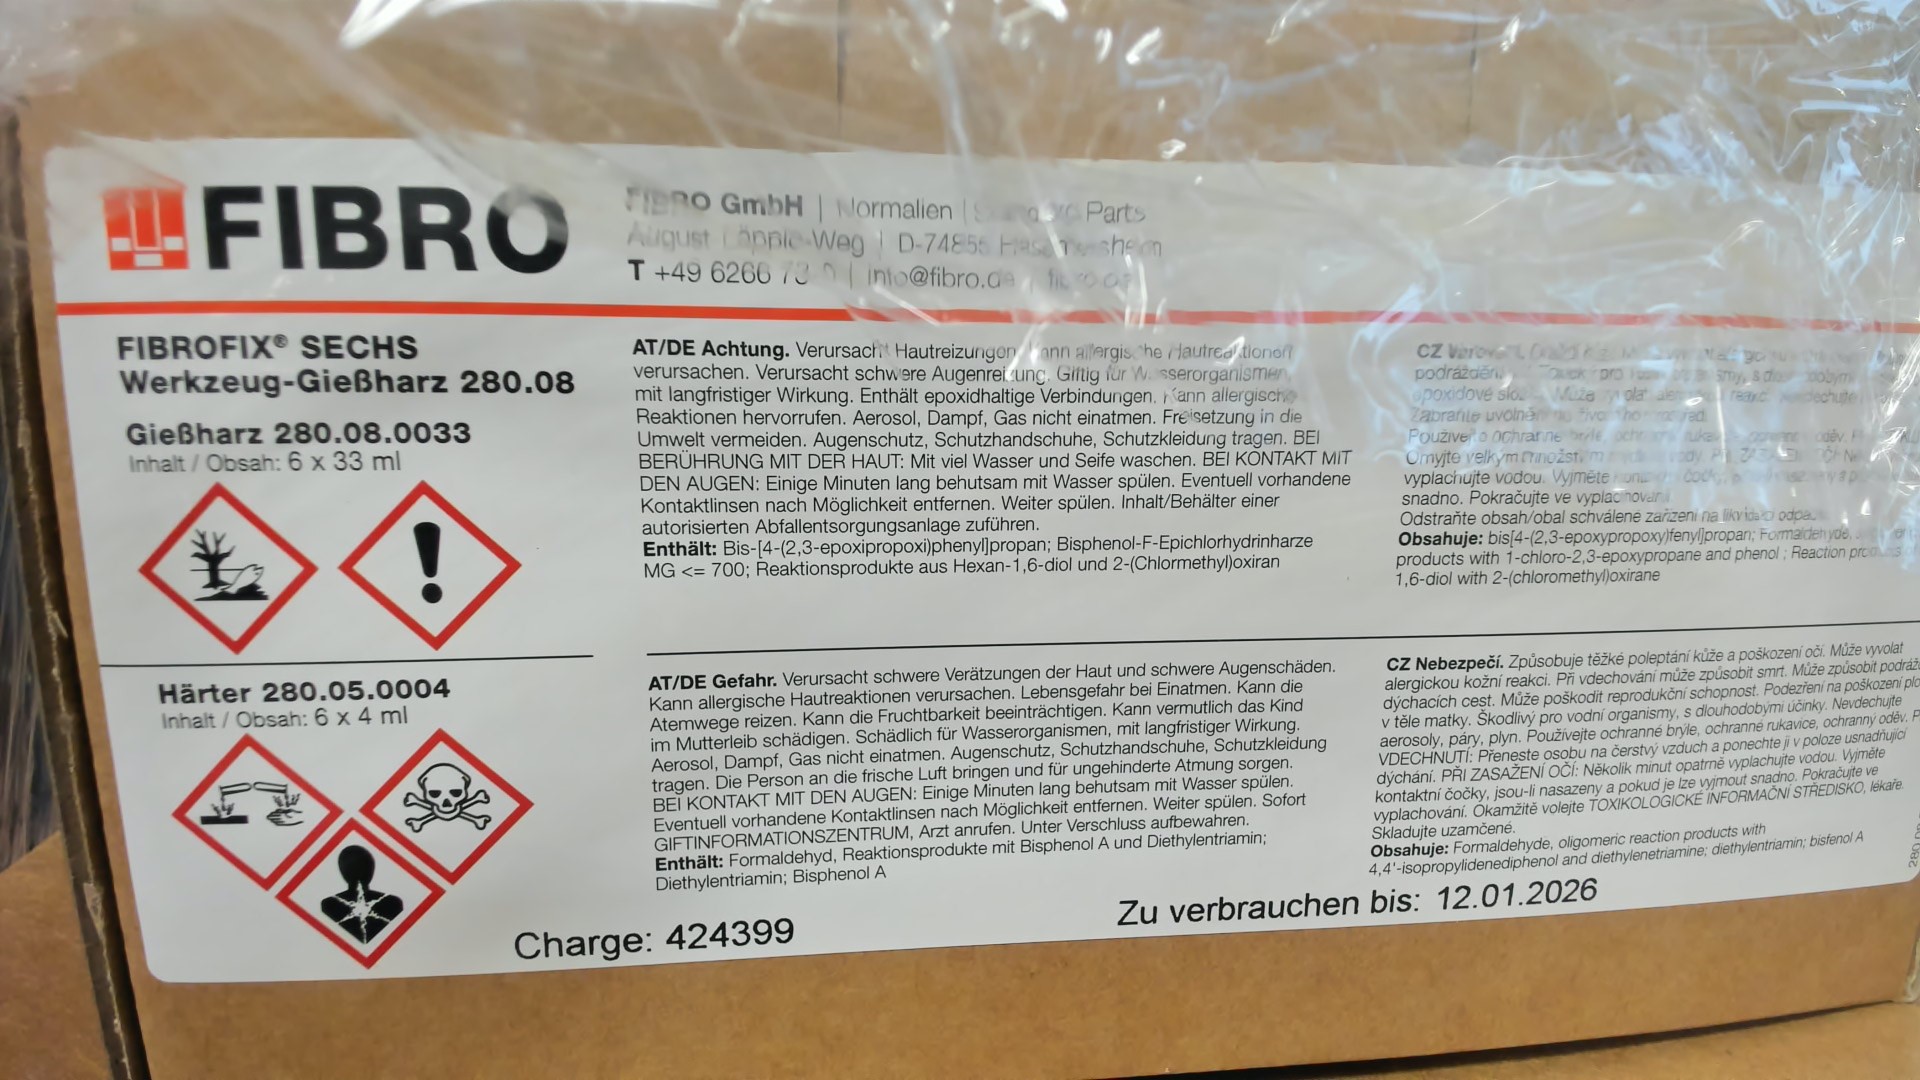 FIBRO
FIBRO GmbH | Normalien | Parts
August -Weg | D-74855
T +49 6266 73 | info@fibro.de
FIBROFIX® SECHS
Werkzeug-Gießharz 280.08
Gießharz 280.08.0033
Inhalt / Obsah: 6 x 33 ml
AT/DE Achtung. Verursacht Hautreizungen. Kann allergische Hautreaktionen
verursachen. Verursacht schwere Augenreizung. Giftig für Wasserorganismen,
mit langfristiger Wirkung. Enthält epoxidhaltige Verbindungen. Kann allergische
Reaktionen hervorrufen. Aerosol, Dampf, Gas nicht einatmen. Freisetzung in die
Umwelt vermeiden. Augenschutz, Schutzhandschuhe, Schutzkleidung tragen. BEI
BERÜHRUNG MIT DER HAUT: Mit viel Wasser und Seife waschen. BEI KONTAKT MIT
DEN AUGEN: Einige Minuten lang behutsam mit Wasser spülen. Eventuell vorhandene
Kontaktlinsen nach Möglichkeit entfernen. Weiter spülen. Inhalt/Behälter einer
autorisierten Abfallentsorgungsanlage zuführen.
Enthält: Bis-[4-(2,3-epoxipropoxi)phenyl]propan; Bisphenol-F-Epichlorhydrinharze
MG <= 700; Reaktionsprodukte aus Hexan-1,6-diol und 2-(Chlormethyl)oxiran
CZ
podráždění.
epoxidové
Zabraňte uvolnění
Používejte ochranné brýle,
Omyjte velkým množstvím
vypláchujte vodou. Vyjměte
snadno. Pokračujte ve vyplachování.
Odstraňte obsah/obal schválené zařízení na likvidaci odpadu.
Obsahuje: bis[4-(2,3-epoxypropoxy)fenyl]propan; Formaldehyde,
products with 1-chloro-2,3-epoxypropane and phenol ; Reaction
1,6-diol with 2-(chloromethyl)oxirane
Härter 280.05.0004
Inhalt / Obsah: 6 x 4 ml
AT/DE Gefahr. Verursacht schwere Verätzungen der Haut und schwere Augenschäden.
Kann allergische Hautreaktionen verursachen. Lebensgefahr bei Einatmen. Kann die
Atemwege reizen. Kann die Fruchtbarkeit beeinträchtigen. Kann vermutlich das Kind
im Mutterleib schädigen. Schädlich für Wasserorganismen, mit langfristiger Wirkung.
Aerosol, Dampf, Gas nicht einatmen. Augenschutz, Schutzhandschuhe, Schutzkleidung
tragen. Die Person an die frische Luft bringen und für ungehinderte Atmung sorgen.
BEI KONTAKT MIT DEN AUGEN: Einige Minuten lang behutsam mit Wasser spülen.
Eventuell vorhandene Kontaktlinsen nach Möglichkeit entfernen. Weiter spülen. Sofort
GIFTINFORMATIONSZENTRUM, Arzt anrufen. Unter Verschluss aufbewahren.
Enthält: Formaldehyd, Reaktionsprodukte mit Bisphenol A und Diethylentriamin;
Diethylentriamin; Bisphenol A
CZ Nebezpečí. Způsobuje těžké poleptání kůže a poškození očí. Může vyvolat
alergickou kožní reakci. Při vdechování může způsobit smrt. Může způsobit
dýchacích cest. Může poškodit reprodukční schopnost. Podezření na poškození
v těle matky. Škodlivý pro vodní organismy, s dlouhodobými účinky. Nevdechujte
aerosoly, páry, plyn. Používejte ochranné brýle, ochranné rukavice, ochranný oděv.
VDECHNUTÍ: Přeneste osobu na čerstvý vzduch a ponechte ji v poloze usnadňující
dýchání. PŘI ZASAŽENÍ OČÍ: Několik minut opatrně vyplachujte vodou. Vyjměte
kontaktní čočky, jsou-li nasazeny a pokud je lze vyjmout snadno. Pokračujte ve
vyplachování. Okamžitě volejte TOXIKOLOGICKÉ INFORMAČNÍ STŘEDISKO, lékaře.
Skladujte uzamčené.
Obsahuje: Formaldehyde, oligomeric reaction products with
4,4'-isopropylidenediphenol and diethylenetriamine; diethylentriamin; bisfenol A
Charge: 424399
Zu verbrauchen bis: 12.01.2026